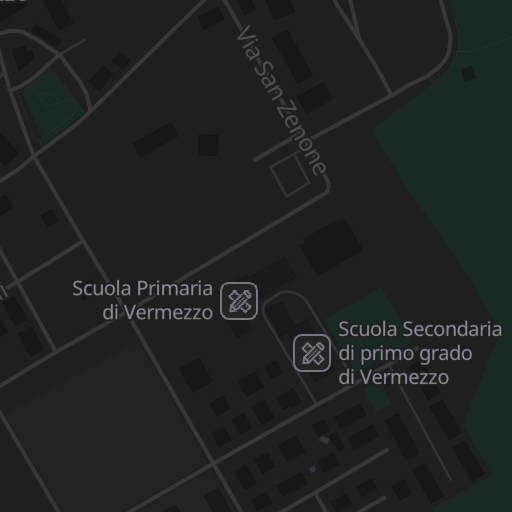 Via-San-Zenone
Scuola Primaria
di Vermezzo
Scuola Secondaria
di primo grado
di Vermezzo